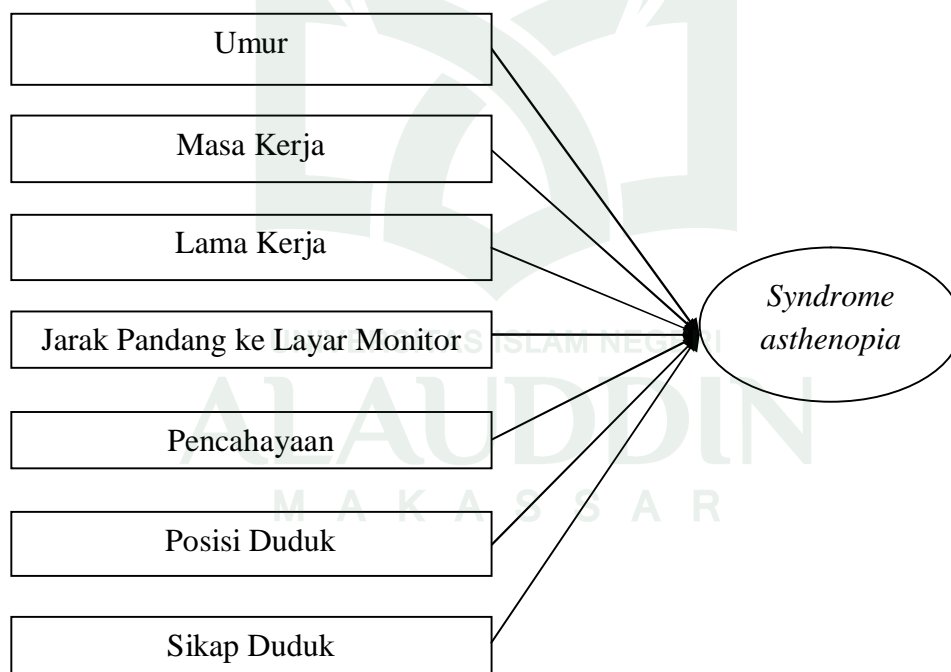 Umur
Masa Kerja
Lama Kerja
Jarak Pandang ke Layar Monitor
Pencahayaan
Posisi Duduk
Sikap Duduk
Syndrome
asthenopia
UNIVERSITAS ISLAM NEGERI
ALAUDDIN
MAKASSAR